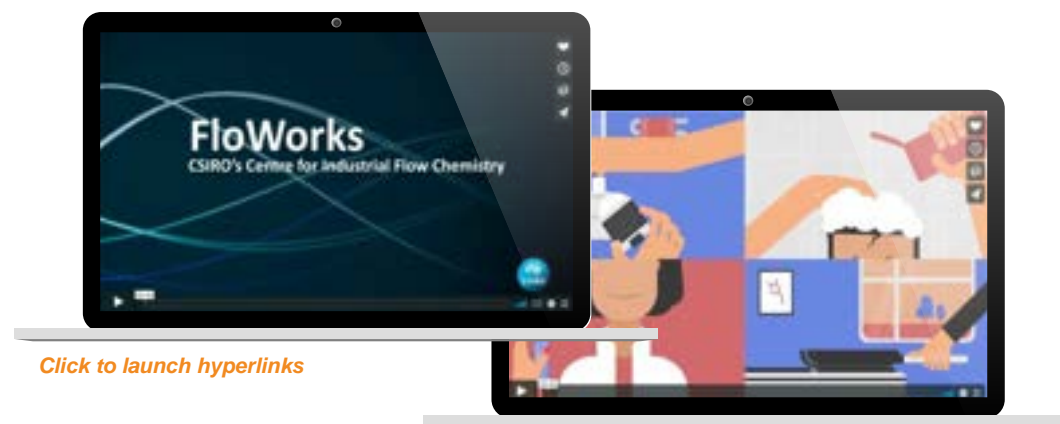 FloWorks
CSIRO's Centre for Industrial Flow Chemistry
Click to launch hyperlinks